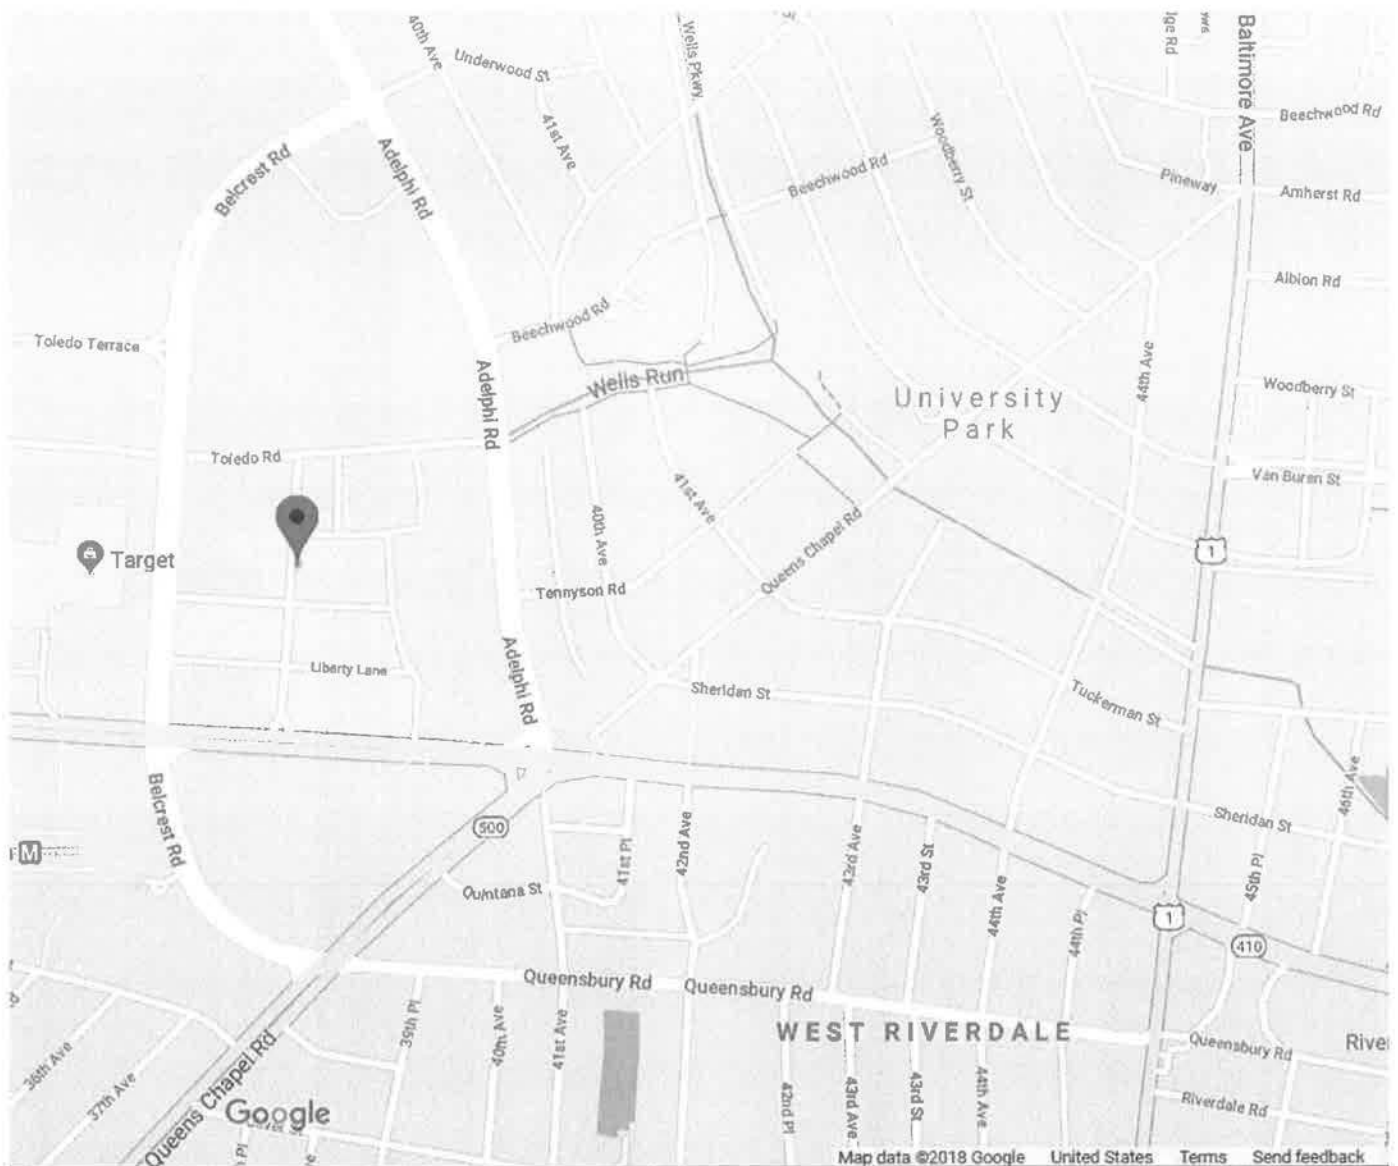 40th Ave
Underwood St
Wells Pkwy
Baltimore Ave
Beechwood Rd
41st Ave
Woodberry St
Belcrest Rd
Adelphi Rd
Beechwood Rd
Pineway
Amherst Rd
Albion Rd
Beechwood Rd
Toledo Terrace
Adelphi Rd
Wells Run
44th Ave
Woodberry St
University
Park
Toledo Rd
Van Buren St
41st Ave
40th Ave
Queens Chapel Rd
1
Target
Tennyson Rd
Liberty Lane
Adelphi Rd
Sheridan St
Tuckerman St
Belcrest Rd
46th Ave
500
Sheridan St
M
41st Pl
42nd Ave
43rd Ave
43rd St
45th Pl
Quintana St
44th Ave
44th Pl
1
410
Queensbury Rd
Queensbury Rd
39th Pl
40th Ave
41st Ave
WEST RIVERDALE
Queensbury Rd
36th Ave
37th Ave
Queens Chapel Rd
Google
42nd Pl
43rd Ave
43rd St
44th Ave
Riverdale Rd
Map data ©2018 Google United States Terms Send feedback